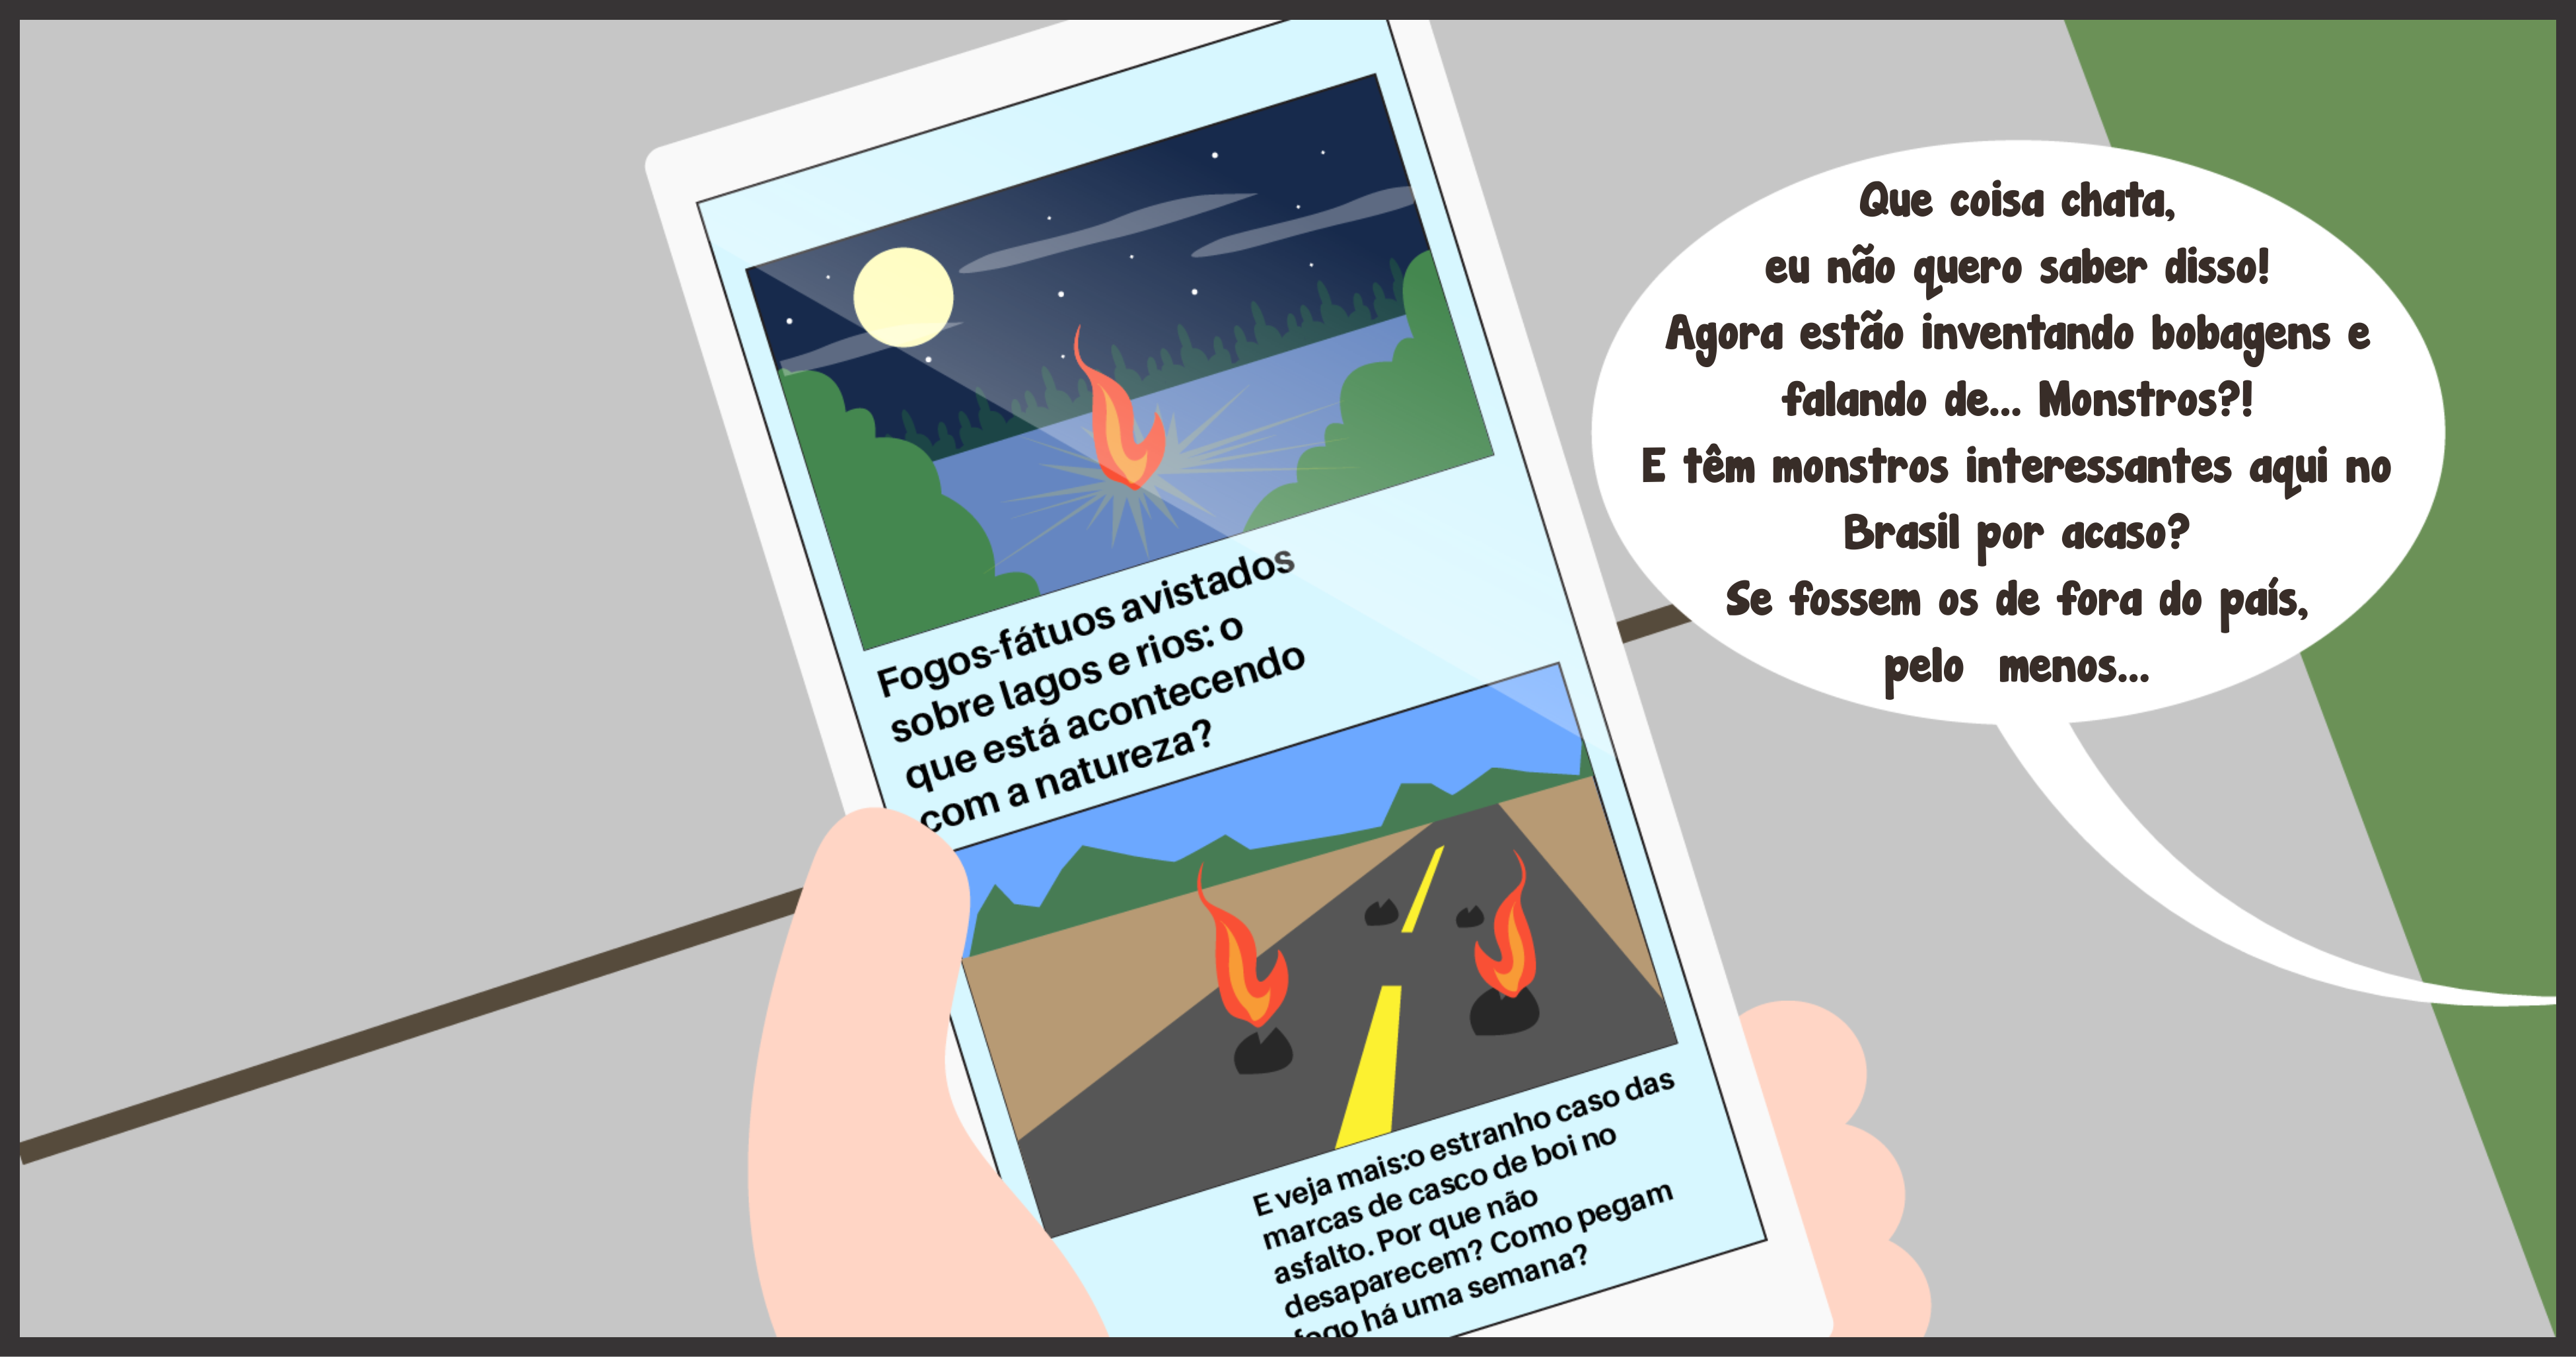 Fogos-fátuos avistados
sobre lagos e rios: o
que está acontecendo
com a natureza?
E veja mais:o estranho caso das
marcas de casco de boi no
asfalto. Por que não
desaparecem? Como pegam
fogo há uma semana?
Que coisa chata,
eu não quero saber disso!
Agora estão inventando bobagens e
falando de... Monstros?!
E têm monstros interessantes aqui no
Brasil por acaso?
Se fossem os de fora do país,
pelo menos...